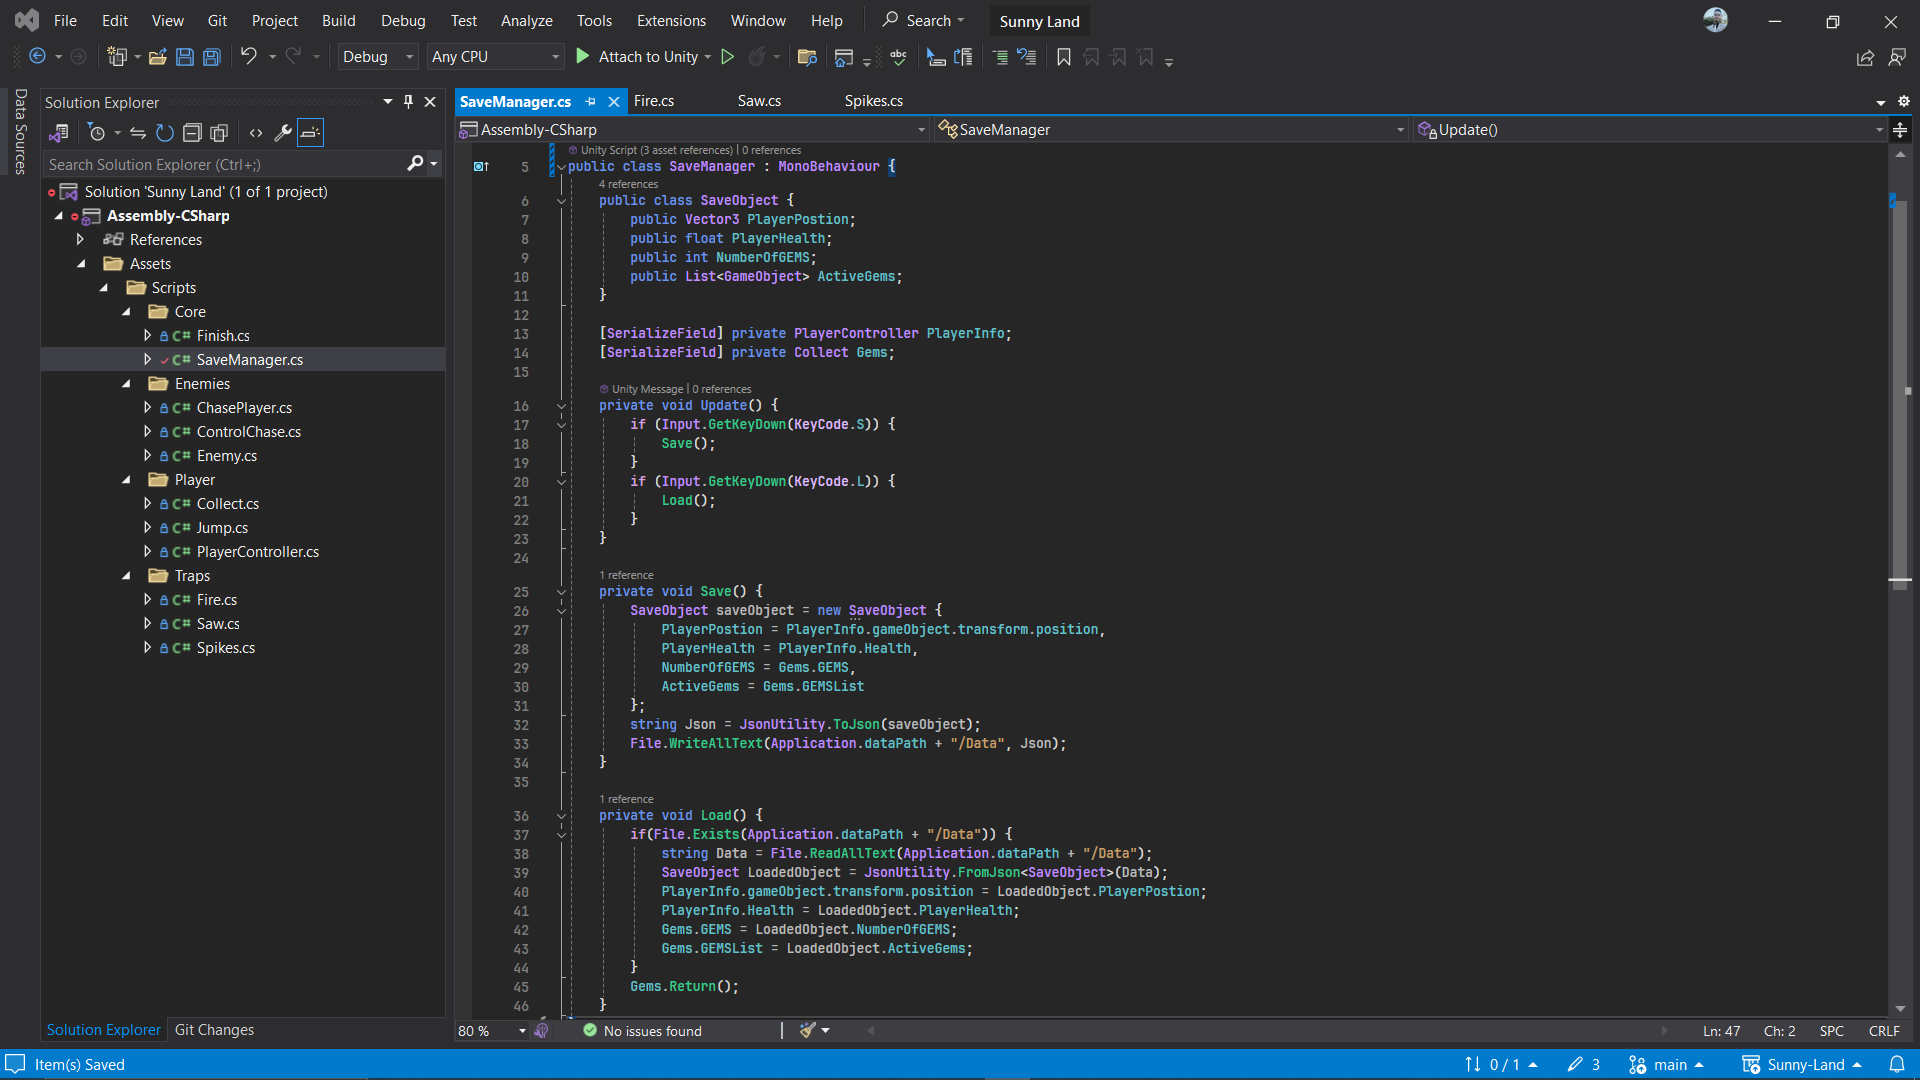 File Edit View Git Project Build Debug Test Analyze Tools Extensions Window Help Search Sunny Land
Debug Any CPU Attach to Unity
Data Sources
Solution Explorer
Search Solution Explorer (Ctrl+;)
Solution 'Sunny Land' (1 of 1 project)
Assembly-CSharp
References
Assets
Scripts
Core
C# Finish.cs
C# SaveManager.cs
Enemies
C# ChasePlayer.cs
C# ControlChase.cs
C# Enemy.cs
Player
C# Collect.cs
C# Jump.cs
C# PlayerController.cs
Traps
C# Fire.cs
C# Saw.cs
C# Spikes.cs
Solution Explorer Git Changes
SaveManager.cs Fire.cs Saw.cs Spikes.cs
Assembly-CSharp SaveManager Update()
Unity Script (3 asset references) | 0 references
5 public class SaveManager : MonoBehaviour {
4 references
6 public class SaveObject {
7 public Vector3 PlayerPostion;
8 public float PlayerHealth;
9 public int NumberOfGEMS;
10 public List<GameObject> ActiveGems;
11 }
12
13 [SerializeField] private PlayerController PlayerInfo;
14 [SerializeField] private Collect Gems;
15
Unity Message | 0 references
16 private void Update() {
17 if (Input.GetKeyDown(KeyCode.S)) {
18 Save();
19 }
20 if (Input.GetKeyDown(KeyCode.L)) {
21 Load();
22 }
23 }
24
1 reference
25 private void Save() {
26 SaveObject saveObject = new SaveObject {
27 PlayerPostion = PlayerInfo.gameObject.transform.position,
28 PlayerHealth = PlayerInfo.Health,
29 NumberOfGEMS = Gems.GEMS,
30 ActiveGems = Gems.GEMSList
31 };
32 string Json = JsonUtility.ToJson(saveObject);
33 File.WriteAllText(Application.dataPath + "/Data", Json);
34 }
35
1 reference
36 private void Load() {
37 if(File.Exists(Application.dataPath + "/Data")) {
38 string Data = File.ReadAllText(Application.dataPath + "/Data");
39 SaveObject LoadedObject = JsonUtility.FromJson<SaveObject>(Data);
40 PlayerInfo.gameObject.transform.position = LoadedObject.PlayerPostion;
41 PlayerInfo.Health = LoadedObject.PlayerHealth;
42 Gems.GEMS = LoadedObject.NumberOfGEMS;
43 Gems.GEMSList = LoadedObject.ActiveGems;
44 }
45 Gems.Return();
46 }
80 % No issues found Ln: 47 Ch: 2 SPC CRLF
Item(s) Saved 0 / 1 3 main Sunny-Land